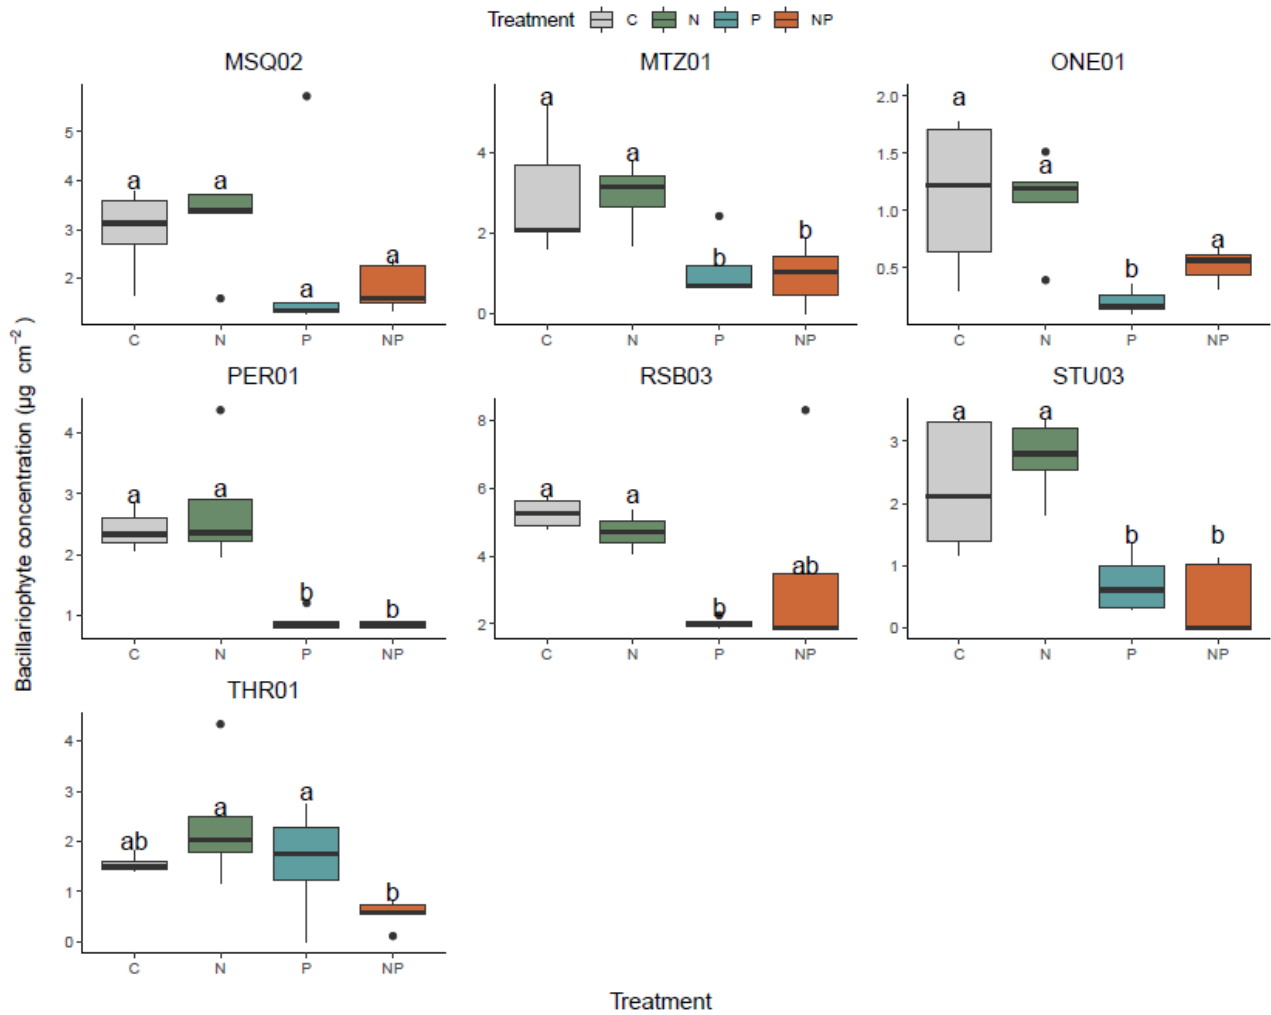 Treatment C N P NP
MSQ02 MTZ01 ONE01
5
4
3
2
a a a a
C N P NP
4
2
0
a a b b
C N P NP
2.0
1.5
1.0
0.5
a a b a
C N P NP
PER01 RSB03 STU03
4
3
2
1
a a b b
C N P NP
8
6
4
2
a a b ab
C N P NP
3
2
1
0
a a b b
C N P NP
THR01
4
3
2
1
0
ab a a b
C N P NP
Bacillariophyte concentration (µg cm⁻²)
Treatment